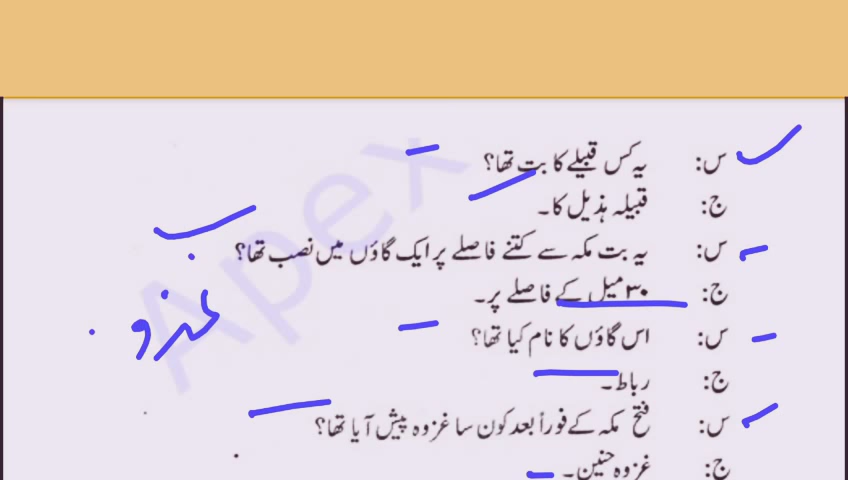 س: یہ کس قبیلے کا بت تھا؟
ج: قبیلہ ہذیل کا۔
س: یہ بت مکہ سے کتنے فاصلے پر ایک گاؤں میں نصب تھا؟
ج: ۳۰ میل کے فاصلے پر۔
س: اس گاؤں کا نام کیا تھا؟
ج: رباط۔
س: فتح مکہ کے فوراً بعد کون سا غزوہ پیش آیا تھا؟
ج: غزوہ حنین۔
Apex